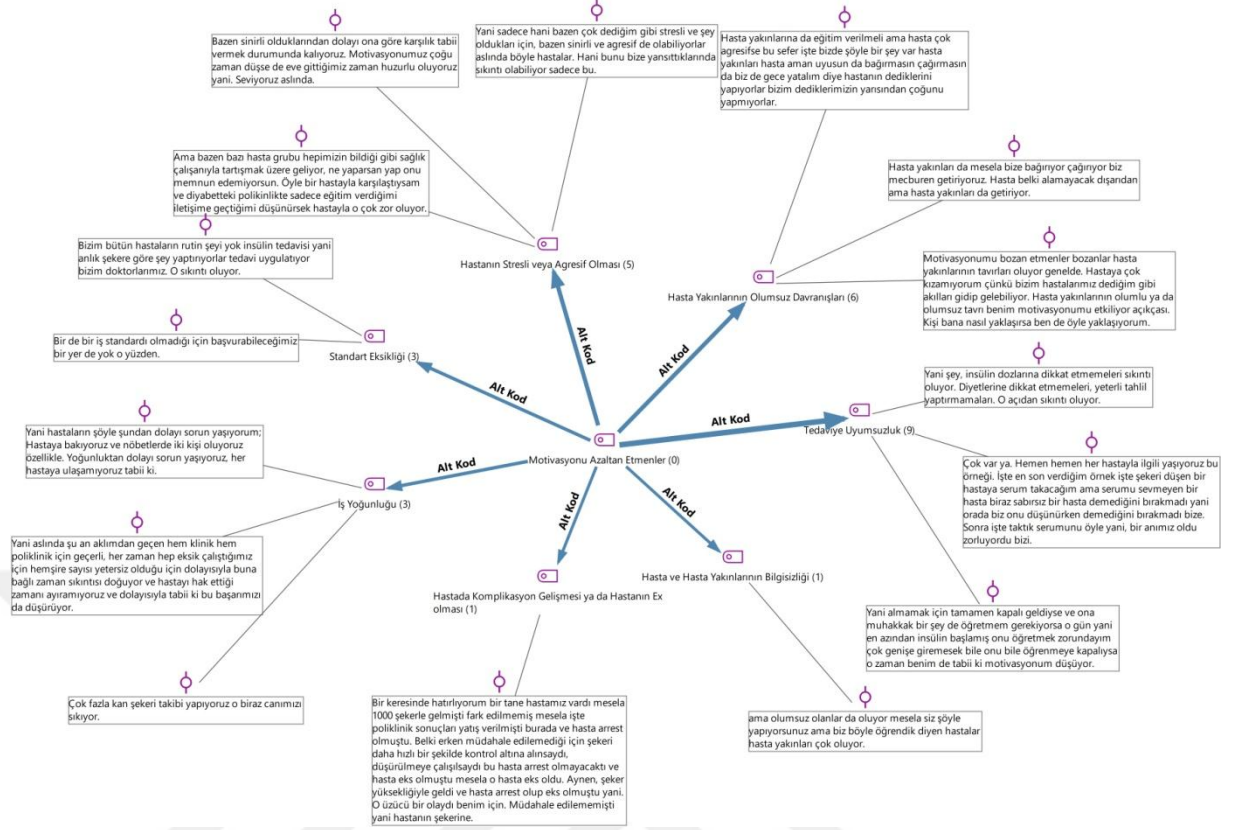 Bazen sinirli olduklarından dolayı ona göre karşılık tabii
vermek durumunda kalıyoruz. Motivasyonumuz çoğu
zaman düşse de eve gittiğimiz zaman huzurlu oluyoruz
yani. Seviyoruz aslında.
Yani sadece hani bazen çok dediğim gibi stresli ve şey
oldukları için, bazen sinirli ve agresif de olabiliyorlar
aslında böyle hastalar. Hani bunu bize yansıttıklarında
sıkıntı olabiliyor sadece bu.
Hasta yakınlarına da eğitim verilmeli ama hasta çok
agresifse bu sefer işte bizde şöyle bir şey var hasta
yakınları hasta aman uyusun da bağırmasın çağırmasın
da biz de gece yatalım diye hastanın dediklerini
yapıyorlar bizim dediklerimizin yarısından çoğunu
yapmıyorlar.
Ama bazen bazı hasta grubu hepimizin bildiği gibi sağlık
çalışanıyla tartışmak üzere geliyor, ne yaparsan yap onu
memnun edemiyorsun. Öyle bir hastayla karşılaştıysam
ve diyabetteki polikinlikte sadece eğitim verdiğimi
iletişime geçtiğimi düşünürsek hastayla o çok zor oluyor.
Hasta yakınları da mesela bize bağırıyor çağırıyor biz
mecburen getiriyoruz. Hasta belki alamayacak dışarıdan
ama hasta yakınları da getiriyor.
Bizim bütün hastaların rutin şeyi yok insülin tedavisi yani
anlık şekere göre şey yaptırıyorlar tedavi uygulatıyor
bizim doktorlarımız. O sıkıntı oluyor.
Hastanın Stresli veya Agresif Olması (5)
Motivasyonumu bozan etmenler bozanlar hasta
yakınlarının tavırları oluyor genelde. Hastaya çok
kızamıyorum çünkü bizim hastalarımız dediğim gibi
akılları gidip gelebiliyor. Hasta yakınlarının olumlu ya da
olumsuz tavrı benim motivasyonumu etkiliyor açıkçası.
Kişi bana nasıl yaklaşırsa ben de öyle yaklaşıyorum.
Hasta Yakınlarının Olumsuz Davranışları (6)
Bir de bir iş standardı olmadığı için başvurabileceğimiz
bir yer de yok o yüzden.
Standart Eksikliği (3)
Alt Kod
Alt Kod
Alt Kod
Yani şey, insülin dozlarına dikkat etmemeleri sıkıntı
oluyor. Diyetlerine dikkat etmemeleri, yeterli tahlil
yaptırmamaları. O açıdan sıkıntı oluyor.
Alt Kod
Tedaviye Uyumsuzluk (9)
Yani hastaların şöyle şundan dolayı sorun yaşıyorum;
Hastaya bakıyoruz ve nöbetlerde iki kişi oluyoruz
özellikle. Yoğunluktan dolayı sorun yaşıyoruz, her
hastaya ulaşamıyoruz tabii ki.
Motivasyonu Azaltan Etmenler (0)
Alt Kod
Çok var ya. Hemen hemen her hastayla ilgili yaşıyoruz bu
örneği. İşte en son verdiğim örnek işte şekeri düşen bir
hastaya serum takacağım ama serumu sevmeyen bir
hasta biraz sabırsız bir hasta demediğini bırakmadı yani
orada biz onu düşünürken demediğini bırakmadı bize.
Sonra işte taktık serumunu öyle yani, bir anımız oldu
zorluyordu bizi.
İş Yoğunluğu (3)
Alt Kod
Alt Kod
Yani aslında şu an aklımdan geçen hem klinik hem
poliklinik için geçerli, her zaman hep eksik çalıştığımız
için hemşire sayısı yetersiz olduğu için dolayısıyla buna
bağlı zaman sıkıntısı doğuyor ve hastayı hak ettiği
zamanı ayıramıyoruz ve dolayısıyla tabii ki bu başarımızı
da düşürüyor.
Hasta ve Hasta Yakınlarının Bilgisizliği (1)
Hastada Komplikasyon Gelişmesi ya da Hastanın Ex
olması (1)
Yani almamak için tamamen kapalı geldiyse ve ona
muhakkak bir şey de öğretmem gerekiyorsa o gün yani
en azından insülin başlamış onu öğretmek zorundayım
çok genişe giremesek bile onu bile öğrenmeye kapalıysa
o zaman benim de tabii ki motivasyonum düşüyor.
Çok fazla kan şekeri takibi yapıyoruz o biraz canımızı
sıkıyor.
Bir keresinde hatırlıyorum bir tane hastamız vardı mesela
1000 şekerle gelmişti fark edilmemiş mesela işte
poliklinik sonuçları yatış verilmişti burada ve hasta arrest
olmuştu. Belki erken müdahale edilemediği için şekeri
daha hızlı bir şekilde kontrol altına alınsaydı,
düşürülmeye çalışılsaydı bu hasta arrest olmayacaktı ve
hasta eks olmuştu mesela o hasta eks oldu. Aynen, şeker
yüksekliğiyle geldi ve hasta arrest olup eks olmuştu yani.
O üzücü bir olaydı benim için. Müdahale edilememişti
yani hastanın şekerine.
ama olumsuz olanlar da oluyor mesela siz şöyle
yapıyorsunuz ama biz böyle öğrendik diyen hastalar
hasta yakınları çok oluyor.